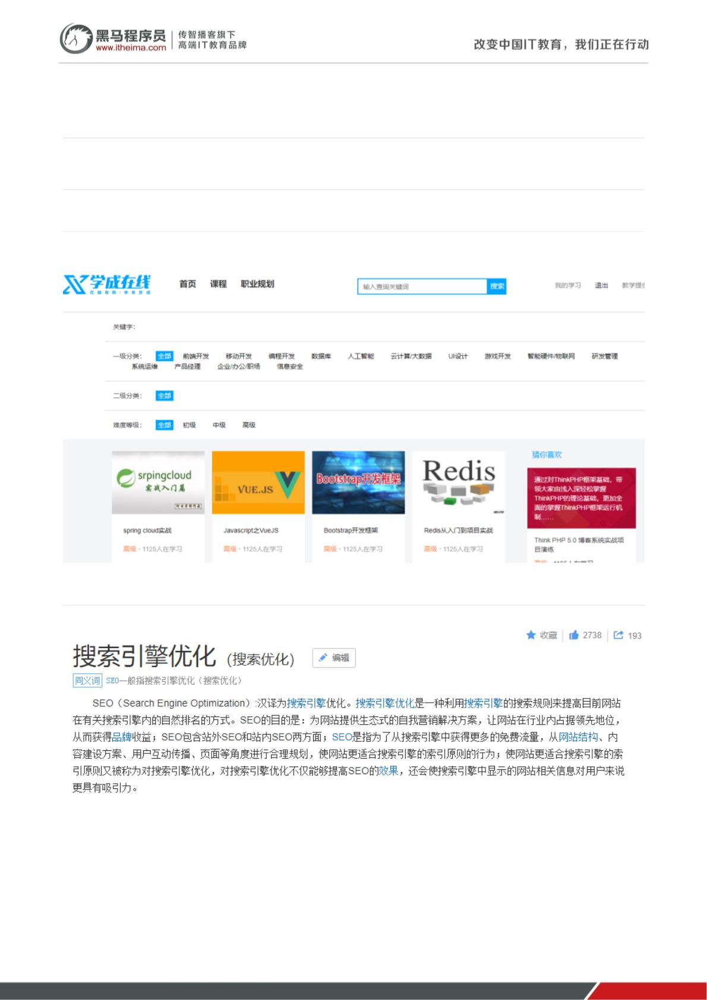 黑马程序员
www.itheima.com
传智播客旗下
高端IT教育品牌
改变中国IT教育，我们正在行动
学成在线
首页 课程 职业规划
输入查询关键词 搜索
我的学习 退出 教学提
关键字：
一级分类： 全部 前端开发 移动开发 编程开发 数据库 人工智能 云计算/大数据 UI设计 游戏开发 智能硬件/物联网 研发管理
系统运维 产品经理 企业/办公/职场 信息安全
二级分类： 全部
难度等级： 全部 初级 中级 高级
srpingcloud
实战入门篇
VUE.JS
Bootstrap开发框架
Redis
spring cloud实战
高级 · 1125人在学习
Javascript之VueJS
高级 · 1125人在学习
Bootstrap开发框架
高级 · 1125人在学习
Redis从入门到项目实战
高级 · 1125人在学习
猜你喜欢
通过对ThinkPHP框架基础，带
领大家由浅入深轻松掌握
ThinkPHP的理论基础，更加全
面的掌握ThinkPHP框架运行机
制……
Think PHP 5.0 博客系统实战项
目演练
收藏 2738 193
搜索引擎优化 (搜索优化) 编辑
同义词 SEO一般指搜索引擎优化（搜索优化）
SEO（Search Engine Optimization）:汉译为搜索引擎优化。搜索引擎优化是一种利用搜索引擎的搜索规则来提高目前网站
在有关搜索引擎内的自然排名的方式。SEO的目的是：为网站提供生态式的自我营销解决方案，让网站在行业内占据领先地位，
从而获得品牌收益；SEO包含站外SEO和站内SEO两方面；SEO是指为了从搜索引擎中获得更多的免费流量，从网站结构、内
容建设方案、用户互动传播、页面等角度进行合理规划，使网站更适合搜索引擎的索引原则的行为；使网站更适合搜索引擎的索
引原则又被称为对搜索引擎优化，对搜索引擎优化不仅能够提高SEO的效果，还会使搜索引擎中显示的网站相关信息对用户来说
更具有吸引力。